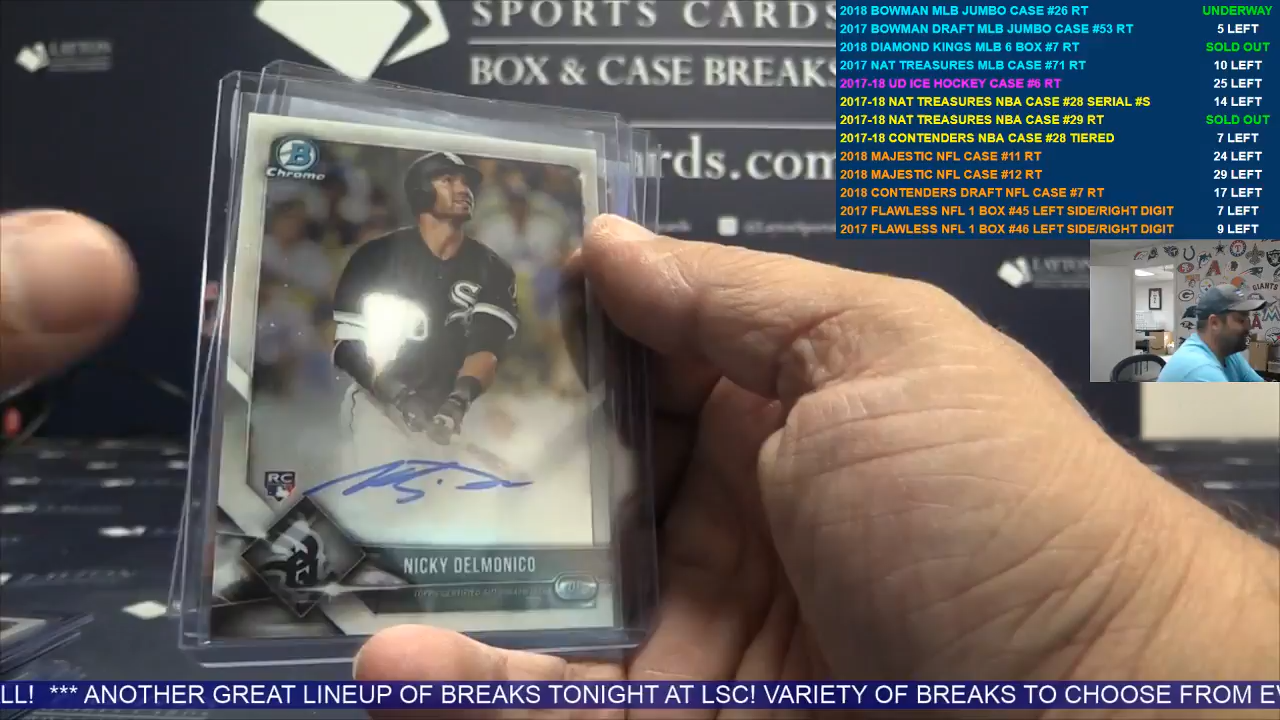 SPORTS CARDS
BOX & CASE BREAKS
rds.com
LAYTON
2018 BOWMAN MLB JUMBO CASE #26 RT UNDERWAY
2017 BOWMAN DRAFT MLB JUMBO CASE #53 RT 5 LEFT
2018 DIAMOND KINGS MLB 6 BOX #7 RT SOLD OUT
2017 NAT TREASURES MLB CASE #71 RT 10 LEFT
2017-18 UD ICE HOCKEY CASE #6 RT 25 LEFT
2017-18 NAT TREASURES NBA CASE #28 SERIAL #S 14 LEFT
2017-18 NAT TREASURES NBA CASE #29 RT SOLD OUT
2017-18 CONTENDERS NBA CASE #28 TIERED 7 LEFT
2018 MAJESTIC NFL CASE #11 RT 24 LEFT
2018 MAJESTIC NFL CASE #12 RT 29 LEFT
2018 CONTENDERS DRAFT NFL CASE #7 RT 17 LEFT
2017 FLAWLESS NFL 1 BOX #45 LEFT SIDE/RIGHT DIGIT 7 LEFT
2017 FLAWLESS NFL 1 BOX #46 LEFT SIDE/RIGHT DIGIT 9 LEFT
B
Chrome
Sox
RC
NICKY DELMONICO
LAYTON
GIANTS
LL! *** ANOTHER GREAT LINEUP OF BREAKS TONIGHT AT LSC! VARIETY OF BREAKS TO CHOOSE FROM EV